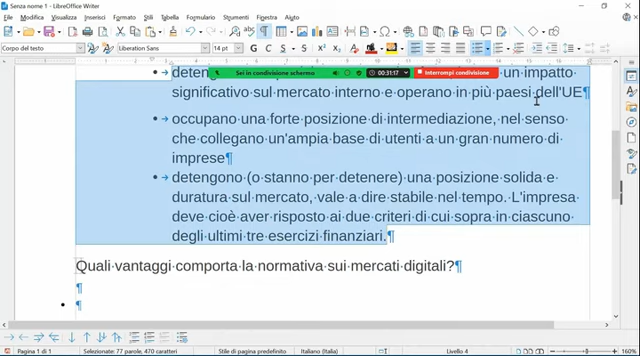 Senza nome 1 - LibreOffice Writer
File Modifica Visualizza Inserisci Formato Stili Tabella Formulario Strumenti Finestra Aiuto
Corpo del testo Liberation Sans 14 pt G C S
Sei in condivisione schermo 00:31:17 Interrompi condivisione
un·impatto·
significativo·sul·mercato·interno·e·operano·in·più·paesi·dell'UE¶
• → occupano·una·forte·posizione·di·intermediazione,·nel·senso·
che·collegano·un'ampia·base·di·utenti·a·un·gran·numero·di·
imprese¶
• → detengono·(o·stanno·per·detenere)·una·posizione·solida·e·
duratura·sul·mercato,·vale·a·dire·stabile·nel·tempo.·L'impresa·
deve·cioè·aver·risposto·ai·due·criteri·di·cui·sopra·in·ciascuno·
degli·ultimi·tre·esercizi·finanziari.¶
Quali·vantaggi·comporta·la·normativa·sui·mercati·digitali?¶
¶
• ¶
Pagina 1 di 1 Selezionate: 77 parole, 470 caratteri Stile di pagina predefinito Italiano (Italia) Livello 4 160%